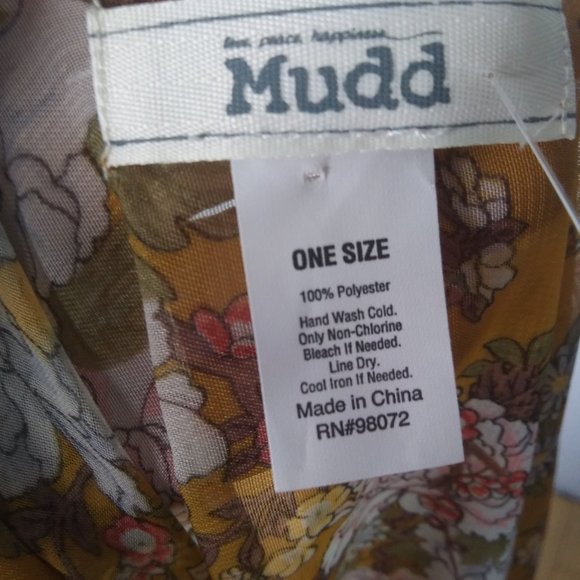 love, peace, happiness
Mudd
ONE SIZE
100% Polyester
Hand Wash Cold.
Only Non-Chlorine
Bleach If Needed.
Line Dry.
Cool Iron If Needed.
Made in China
RN#98072